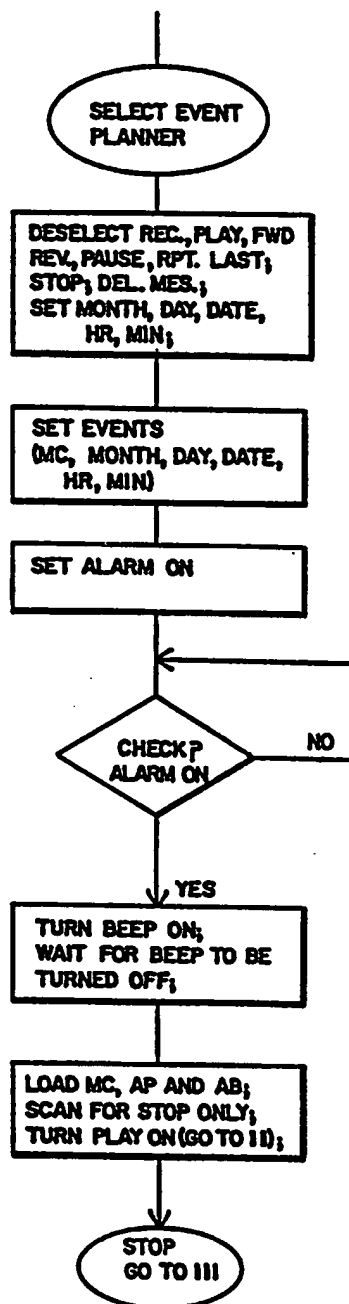 SELECT EVENT
PLANNER
DESELECT REC., PLAY, FWD
REV., PAUSE, RPT. LAST;
STOP; DEL. MES.;
SET MONTH, DAY, DATE,
HR, MIN;
SET EVENTS
(MC, MONTH, DAY, DATE,
HR, MIN)
SET ALARM ON
CHECK?
ALARM ON
NO
YES
TURN BEEP ON;
WAIT FOR BEEP TO BE
TURNED OFF;
LOAD MC, AP AND AB;
SCAN FOR STOP ONLY;
TURN PLAY ON (GO TO II);
STOP
GO TO III